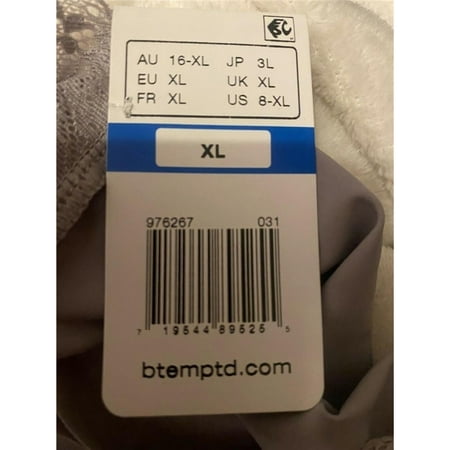 AU 16-XL JP 3L
EU XL UK XL
FR XL US 8-XL
XL
976267 031
7 19544 89525 5
btemptd.com